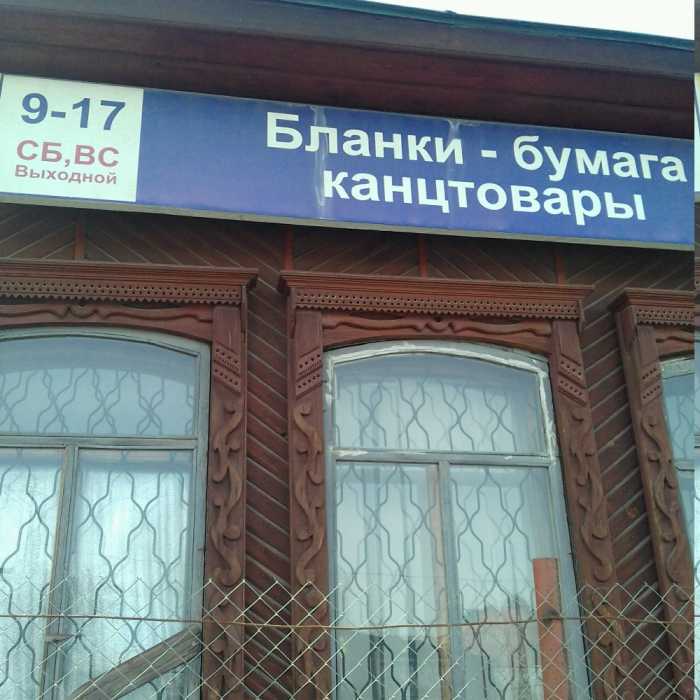 9-17
СБ,ВС
Выходной
Бланки - бумага
канцтовары